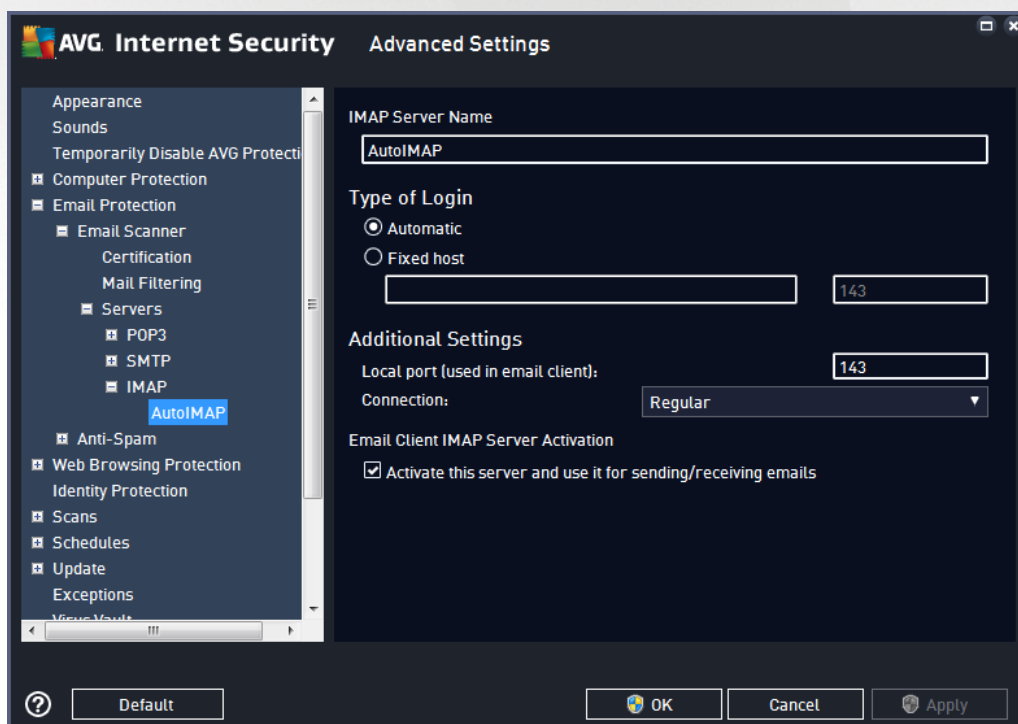 AVG. Internet Security Advanced Settings
Appearance
Sounds
Temporarily Disable AVG Protecti
Computer Protection
Email Protection
Email Scanner
Certification
Mail Filtering
Servers
POP3
SMTP
IMAP
AutoIMAP
Anti-Spam
Web Browsing Protection
Identity Protection
Scans
Schedules
Update
Exceptions
Virus Vault
IMAP Server Name
AutoIMAP
Type of Login
Automatic
Fixed host
143
Additional Settings
Local port (used in email client): 143
Connection: Regular
Email Client IMAP Server Activation
Activate this server and use it for sending/receiving emails
? Default OK Cancel Apply